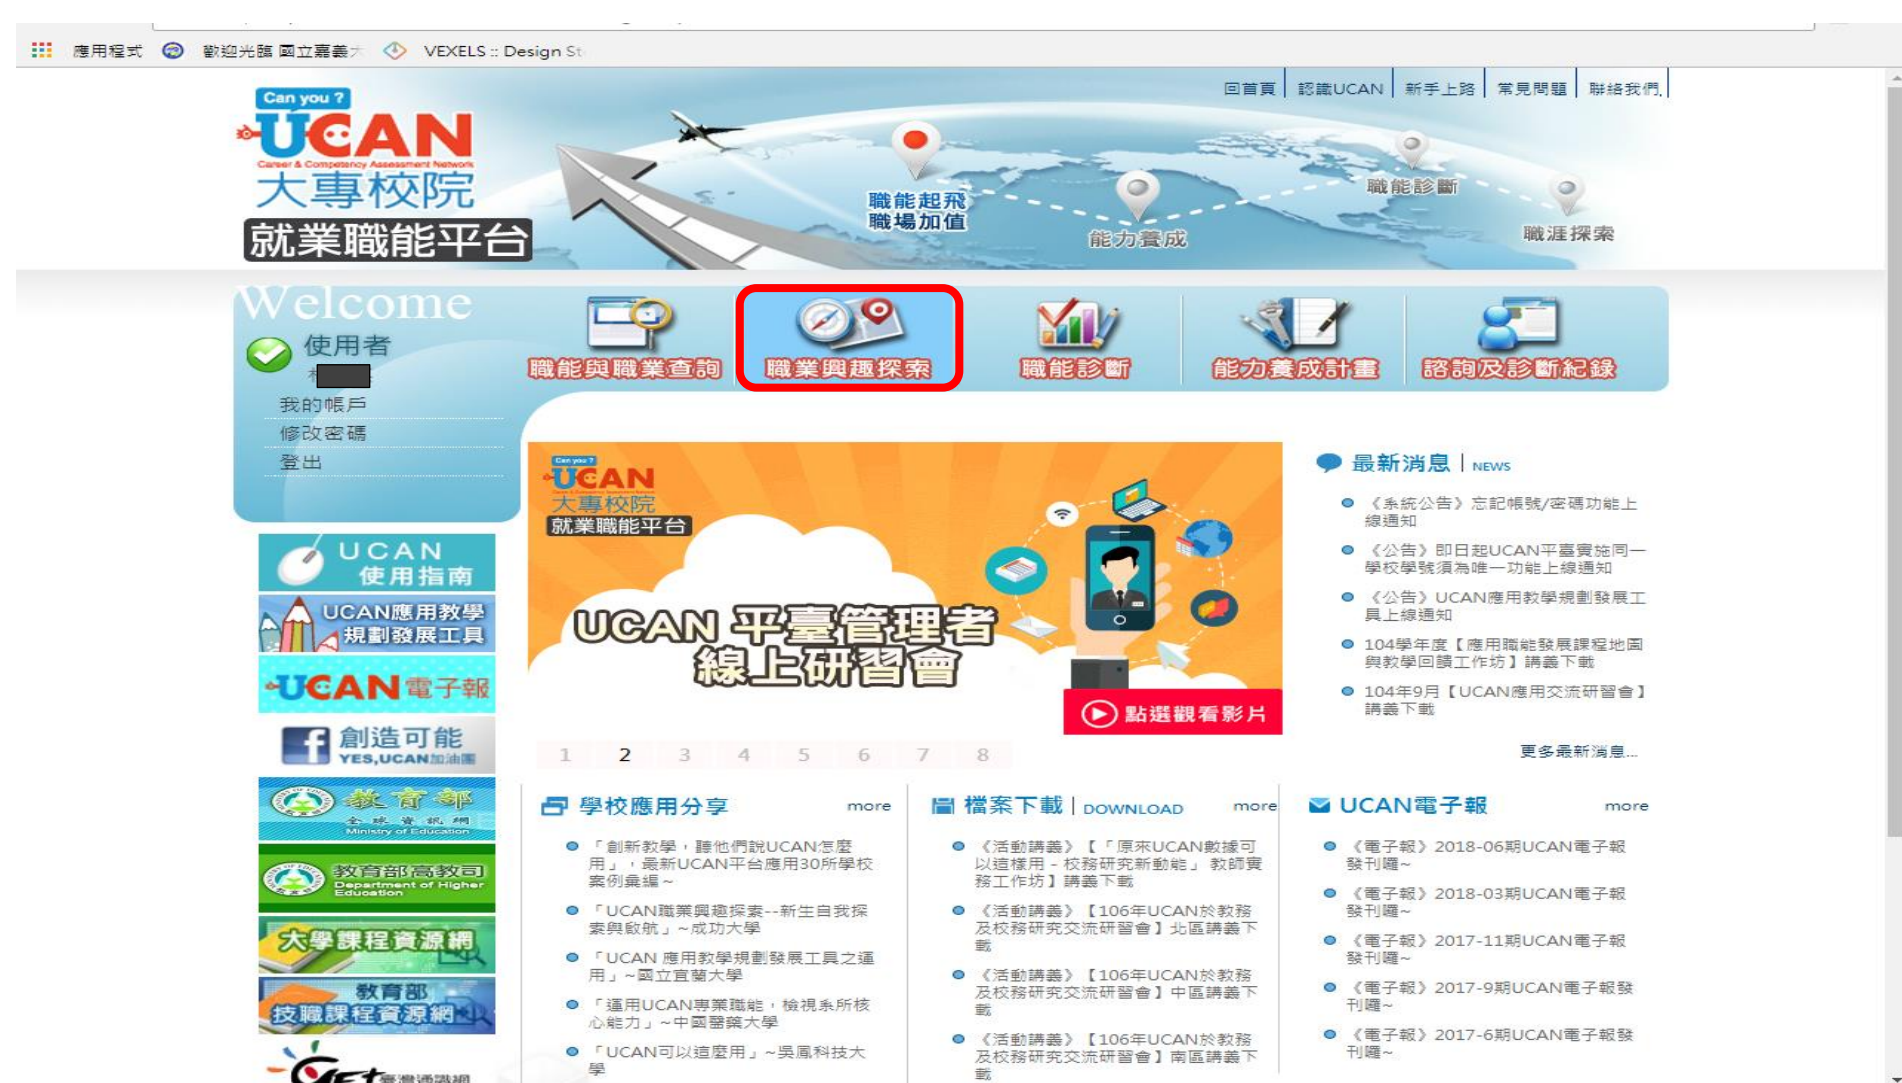 應用程式
歡迎光臨 國立嘉義大
VEXELS :: Design St
回首頁
認識UCAN
新手上路
常見問題
聯絡我們
Can you ?
UCAN
Career & Competency Assessment Network
大專校院
就業職能平台
職能起飛
職場加值
能力養成
職能診斷
職涯探索
Welcome
使用者
我的帳戶
修改密碼
登出
職能與職業查詢
職業興趣探索
職能診斷
能力養成計畫
諮詢及診斷紀錄
UCAN
使用指南
UCAN應用教學
規劃發展工具
UCAN電子報
創造可能
YES,UCAN加油團
教育部
全球資訊網
Ministry of Education
教育部高教司
Department of Higher
Education
大學課程資源網
教育部
技職課程資源網
GET臺灣通識網
Can you ?
UCAN
大專校院
就業職能平台
UCAN 平臺管理者
線上研習會
點選觀看影片
1 2 3 4 5 6 7 8
最新消息 NEWS
《系統公告》忘記帳號/密碼功能上
線通知
《公告》即日起UCAN平臺實施同一
學校學號須為唯一功能上線通知
《公告》UCAN應用教學規劃發展工
具上線通知
104學年度【應用職能發展課程地圖
與教學回饋工作坊】講義下載
104年9月【UCAN應用交流研習會】
講義下載
更多最新消息...
學校應用分享 more
「創新教學，聽他們說UCAN怎麼
用」，最新UCAN平台應用30所學校
案例彙編~
「UCAN職業興趣探索--新生自我探
索與啟航」~成功大學
「UCAN 應用教學規劃發展工具之運
用」~國立宜蘭大學
「運用UCAN專業職能，檢視系所核
心能力」~中國醫藥大學
「UCAN可以這麼用」~吳鳳科技大
學
檔案下載 DOWNLOAD more
《活動講義》【「原來UCAN數據可
以這樣用 - 校務研究新動能」 教師實
務工作坊】講義下載
《活動講義》【106年UCAN於教務
及校務研究交流研習會】北區講義下
載
《活動講義》【106年UCAN於教務
及校務研究交流研習會】中區講義下
載
《活動講義》【106年UCAN於教務
及校務研究交流研習會】南區講義下
載
UCAN電子報 more
《電子報》2018-06期UCAN電子報
發刊囉~
《電子報》2018-03期UCAN電子報
發刊囉~
《電子報》2017-11期UCAN電子報
發刊囉~
《電子報》2017-9期UCAN電子報發
刊囉~
《電子報》2017-6期UCAN電子報發
刊囉~